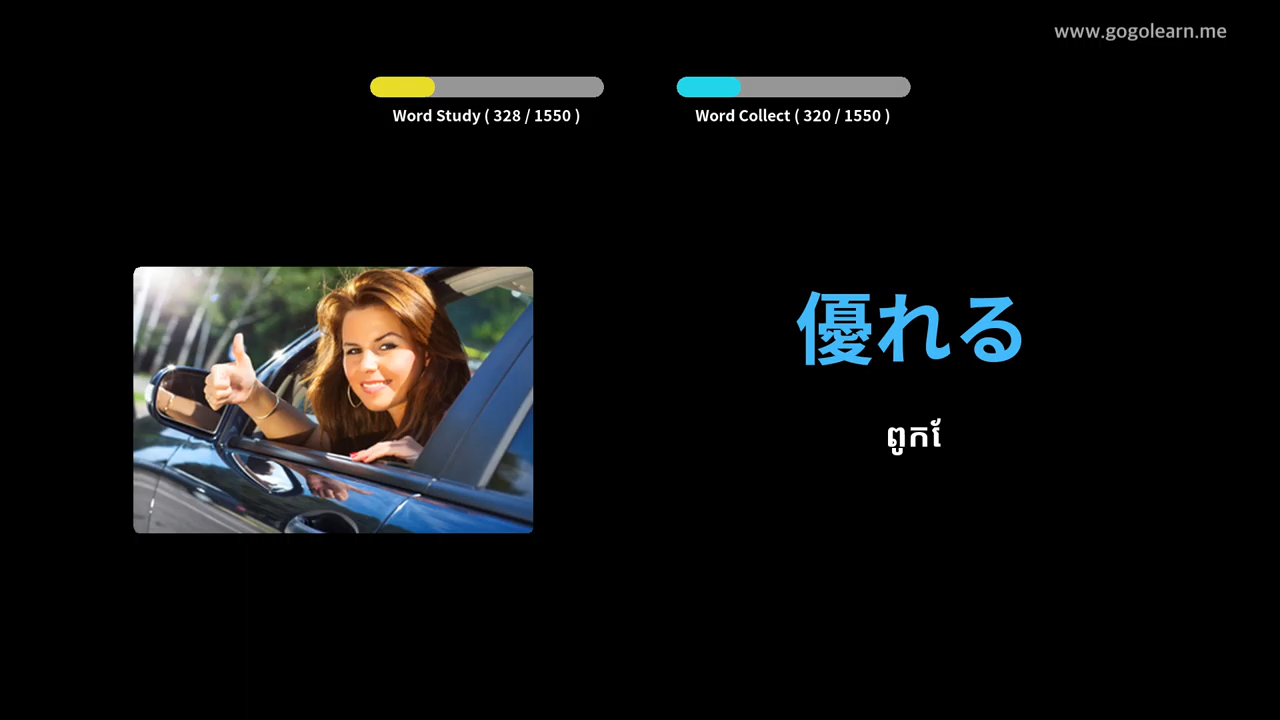 www.gogolearn.me
Word Study ( 328 / 1550 )
Word Collect ( 320 / 1550 )
優れる
ពូកែ